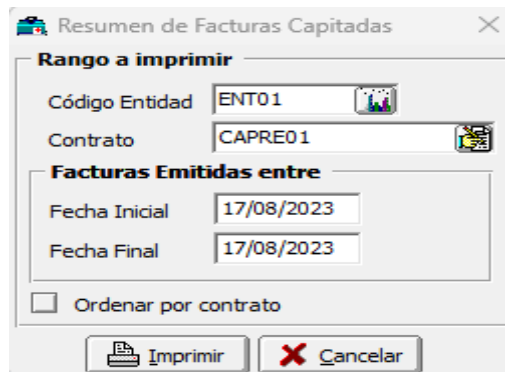 Resumen de Facturas Capitadas
Rango a imprimir
Código Entidad ENT01
Contrato CAPRE01
Facturas Emitidas entre
Fecha Inicial 17/08/2023
Fecha Final 17/08/2023
Ordenar por contrato
Imprimir Cancelar